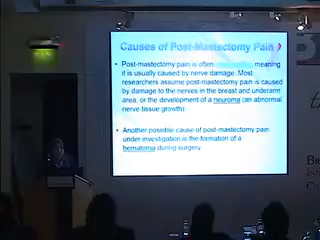 Causes of Post-Mastectomy Pain
Post-mastectomy pain is often meaning
it is usually caused by nerve damage. Most
researchers assume post-mastectomy pain is caused
by damage to the nerves in the breast and underarm
area, or the development of a neuroma (an abnormal
nerve tissue growth).
Another possible cause of post-mastectomy pain
under investigation is the formation of a
hematoma during surgery.